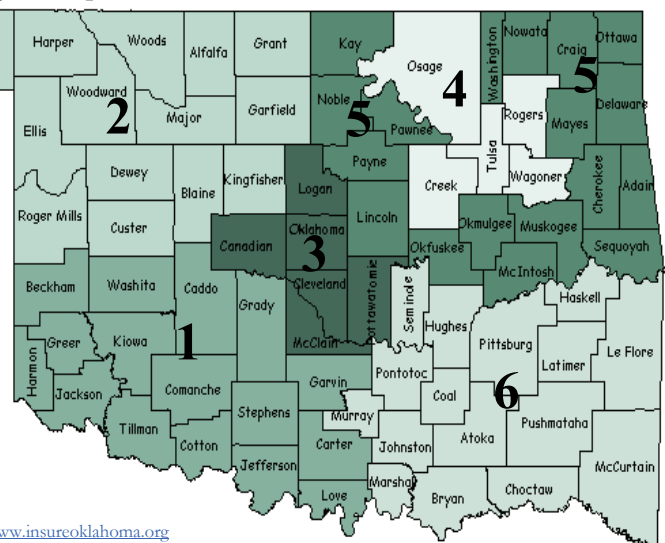 Harper
Woods
Alfalfa
Grant
Kay
Osage
Washington
Nowata
Craig
Ottawa
Woodward
2
Major
Garfield
Noble
5
Pawnee
4
Rogers
5
Mayes
Delaware
Ellis
Dewey
Blaine
Kingfisher
Logan
Payne
Creek
Tulsa
Wagoner
Cherokee
Adair
Roger Mills
Custer
Canadian
Oklahoma
3
Lincoln
Okmulgee
Muskogee
Sequoyah
Okfuskee
McIntosh
Beckham
Washita
Caddo
Grady
Cleveland
ottawatomie
Seminole
Haskell
Greer
Kiowa
1
McClain
Hughes
Pittsburg
Latimer
Le Flore
Harmon
Jackson
Comanche
Garvin
Pontotoc
Coal
6
Tillman
Cotton
Stephens
Murray
Carter
Johnston
Atoka
Pushmataha
McCurtain
Jefferson
Love
Marshal
Bryan
Choctaw
ww.insureoklahoma.org